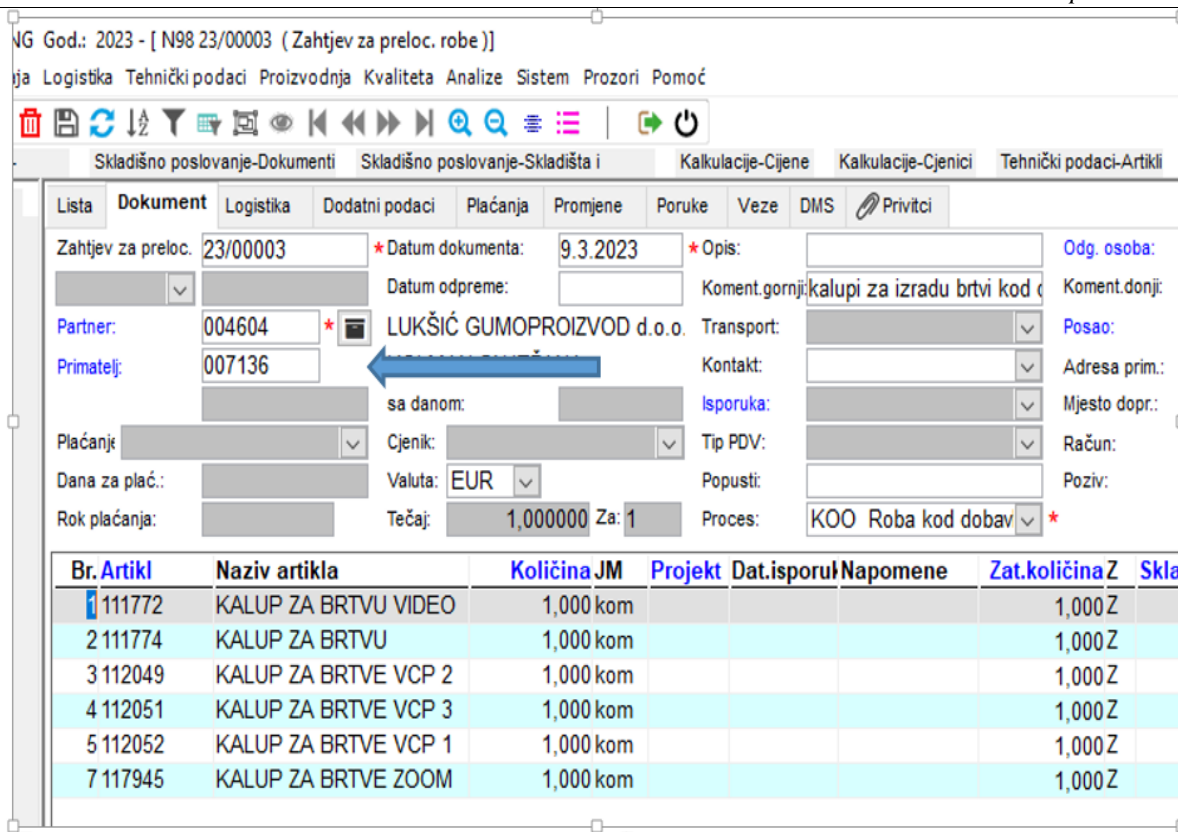 NG God.: 2023 - [ N98 23/00003 ( Zahtjev za preloc. robe )]
ija Logistika Tehnički podaci Proizvodnja Kvaliteta Analize Sistem Prozori Pomoć
Skladišno poslovanje-Dokumenti Skladišno poslovanje-Skladišta i Kalkulacije-Cijene Kalkulacije-Cjenici Tehnički podaci-Artikli
Lista Dokument Logistika Dodatni podaci Plaćanja Promjene Poruke Veze DMS Privitci
Zahtjev za preloc. 23/00003 * Datum dokumenta: 9.3.2023 * Opis: Odg. osoba:
Datum odpreme: Koment.gornji: kalupi za izradu brtvi kod Koment.donji:
Partner: 004604 * LUKŠIĆ GUMOPROIZVOD d.o.o. Transport: Posao:
Primatelj: 007136 Kontakt: Adresa prim.:
sa danom: Isporuka: Mjesto dopr.:
Plaćanje Cjenik: Tip PDV: Račun:
Dana za plać.: Valuta: EUR Popusti: Poziv:
Rok plaćanja: Tečaj: 1,000000 Za: 1 Proces: KOO Roba kod dobav *
Br. Artikl Naziv artikla Količina JM Projekt Dat.isporuk Napomene Zat.količina Z Skla
1 111772 KALUP ZA BRTVU VIDEO 1,000 kom 1,000 Z
2 111774 KALUP ZA BRTVU 1,000 kom 1,000 Z
3 112049 KALUP ZA BRTVE VCP 2 1,000 kom 1,000 Z
4 112051 KALUP ZA BRTVE VCP 3 1,000 kom 1,000 Z
5 112052 KALUP ZA BRTVE VCP 1 1,000 kom 1,000 Z
7 117945 KALUP ZA BRTVE ZOOM 1,000 kom 1,000 Z